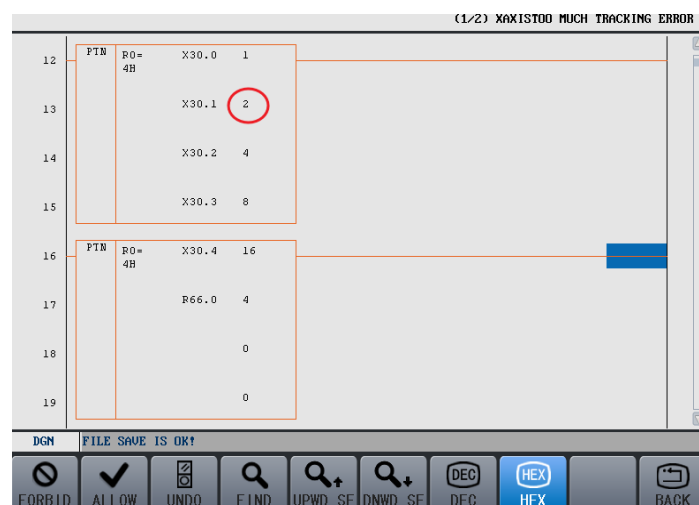 (1/2) XAXISTOO MUCH TRACKING ERROR
12 PTN R0= X30.0 1
4H
13 X30.1 2
14 X30.2 4
15 X30.3 8
16 PTN R0= X30.4 16
4H
17 R66.0 4
18 0
19 0
DGN FILE SAVE IS OK!
DEC HEX
FORBID ALLOW UNDO FIND UPWD SE DNWD SE DEC HEX BACK